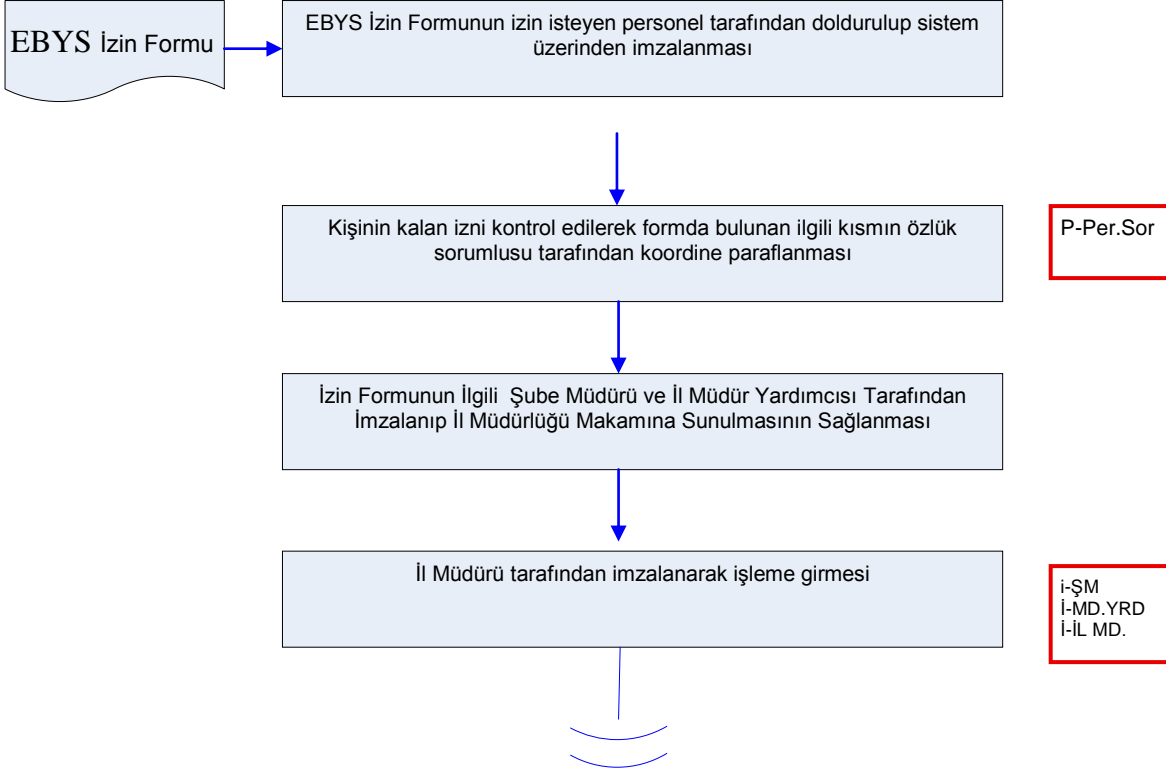 EBYS İzin Formu
EBYS İzin Formunun izin isteyen personel tarafından doldurulup sistem
üzerinden imzalanması
Kişinin kalan izni kontrol edilerek formda bulunan ilgili kısmın özlük
sorumlusu tarafından koordine paraflanması
P-Per.Sor
İzin Formunun İlgili Şube Müdürü ve İl Müdür Yardımcısı Tarafından
İmzalanıp İl Müdürlüğü Makamına Sunulmasının Sağlanması
İl Müdürü tarafından imzalanarak işleme girmesi
i-ŞM
İ-MD.YRD
İ-İL MD.